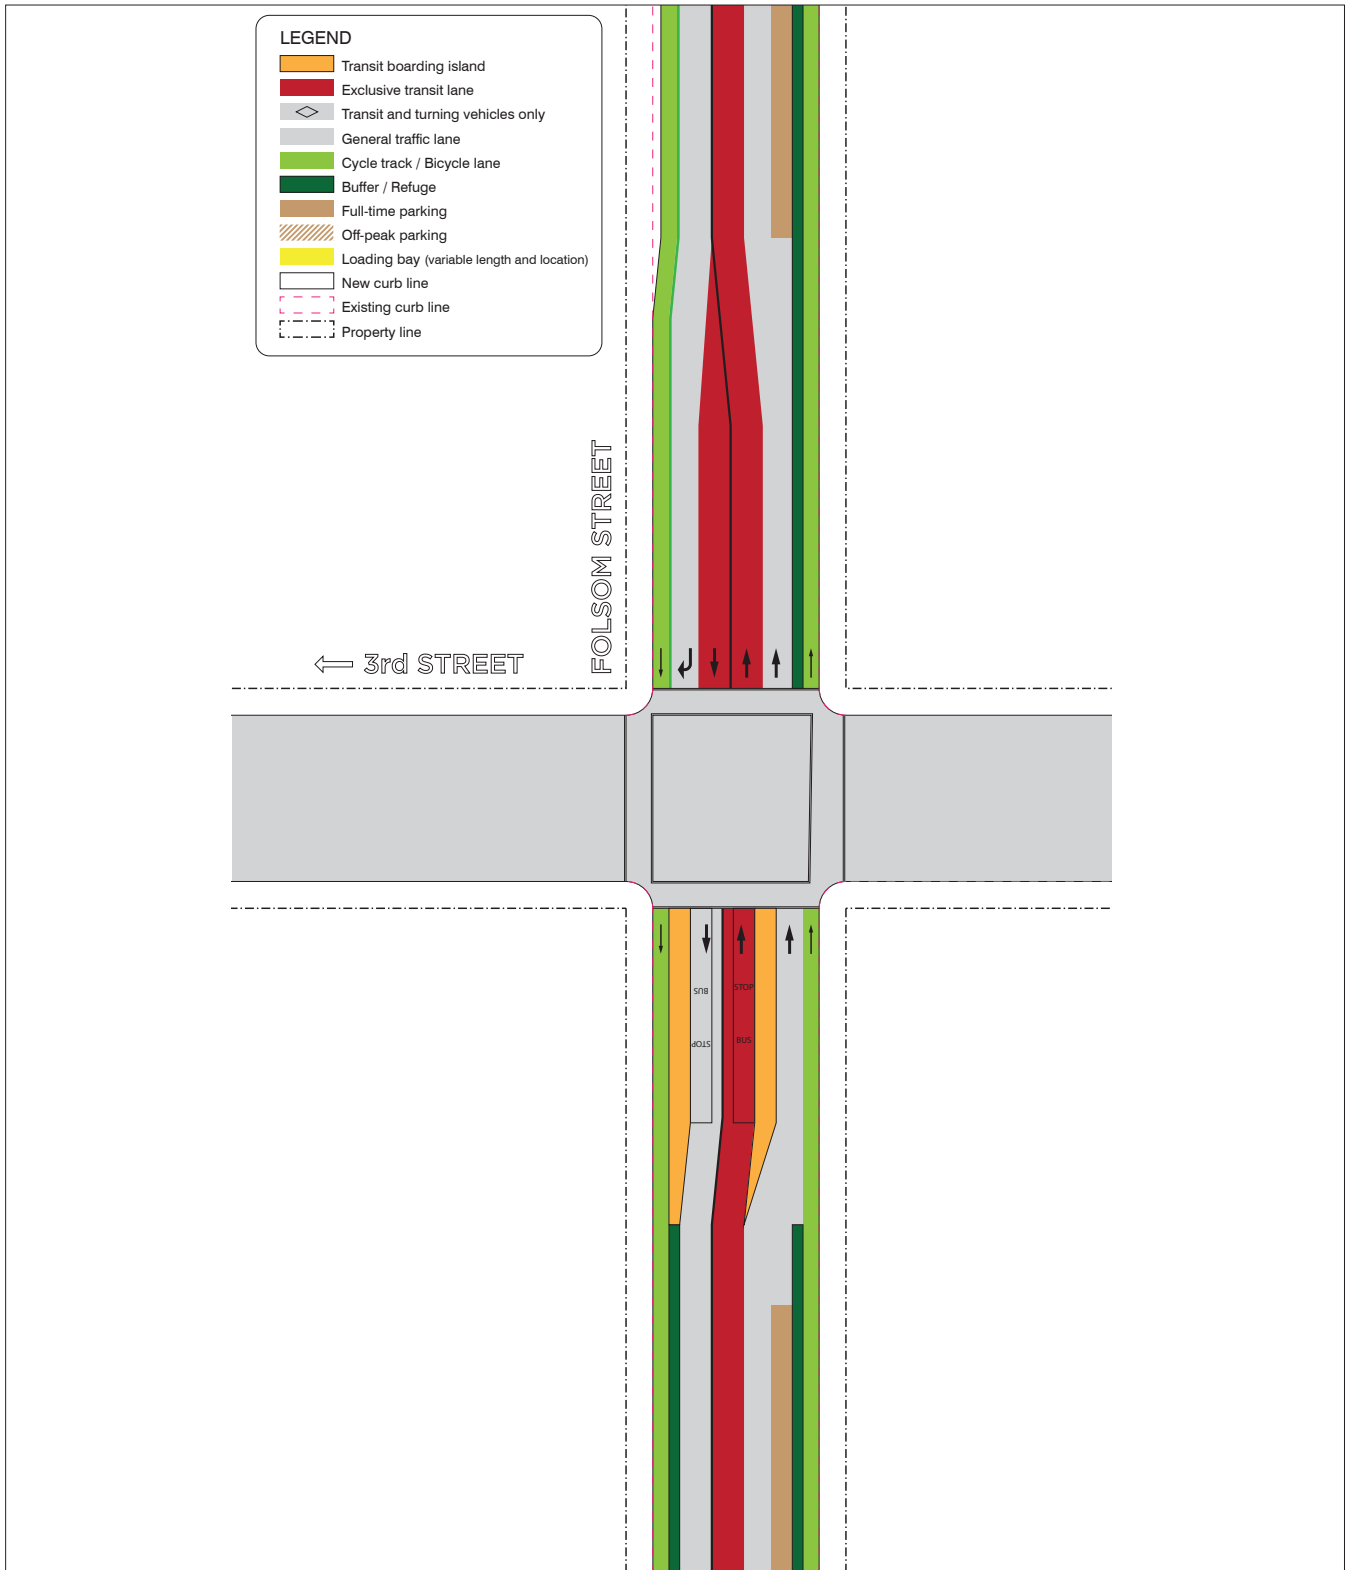 LEGEND
Transit boarding island
Exclusive transit lane
Transit and turning vehicles only
General traffic lane
Cycle track / Bicycle lane
Buffer / Refuge
Full-time parking
Off-peak parking
Loading bay (variable length and location)
New curb line
Existing curb line
Property line
FOLSOM STREET
3rd STREET
BUS
STOP
STOP
BUS